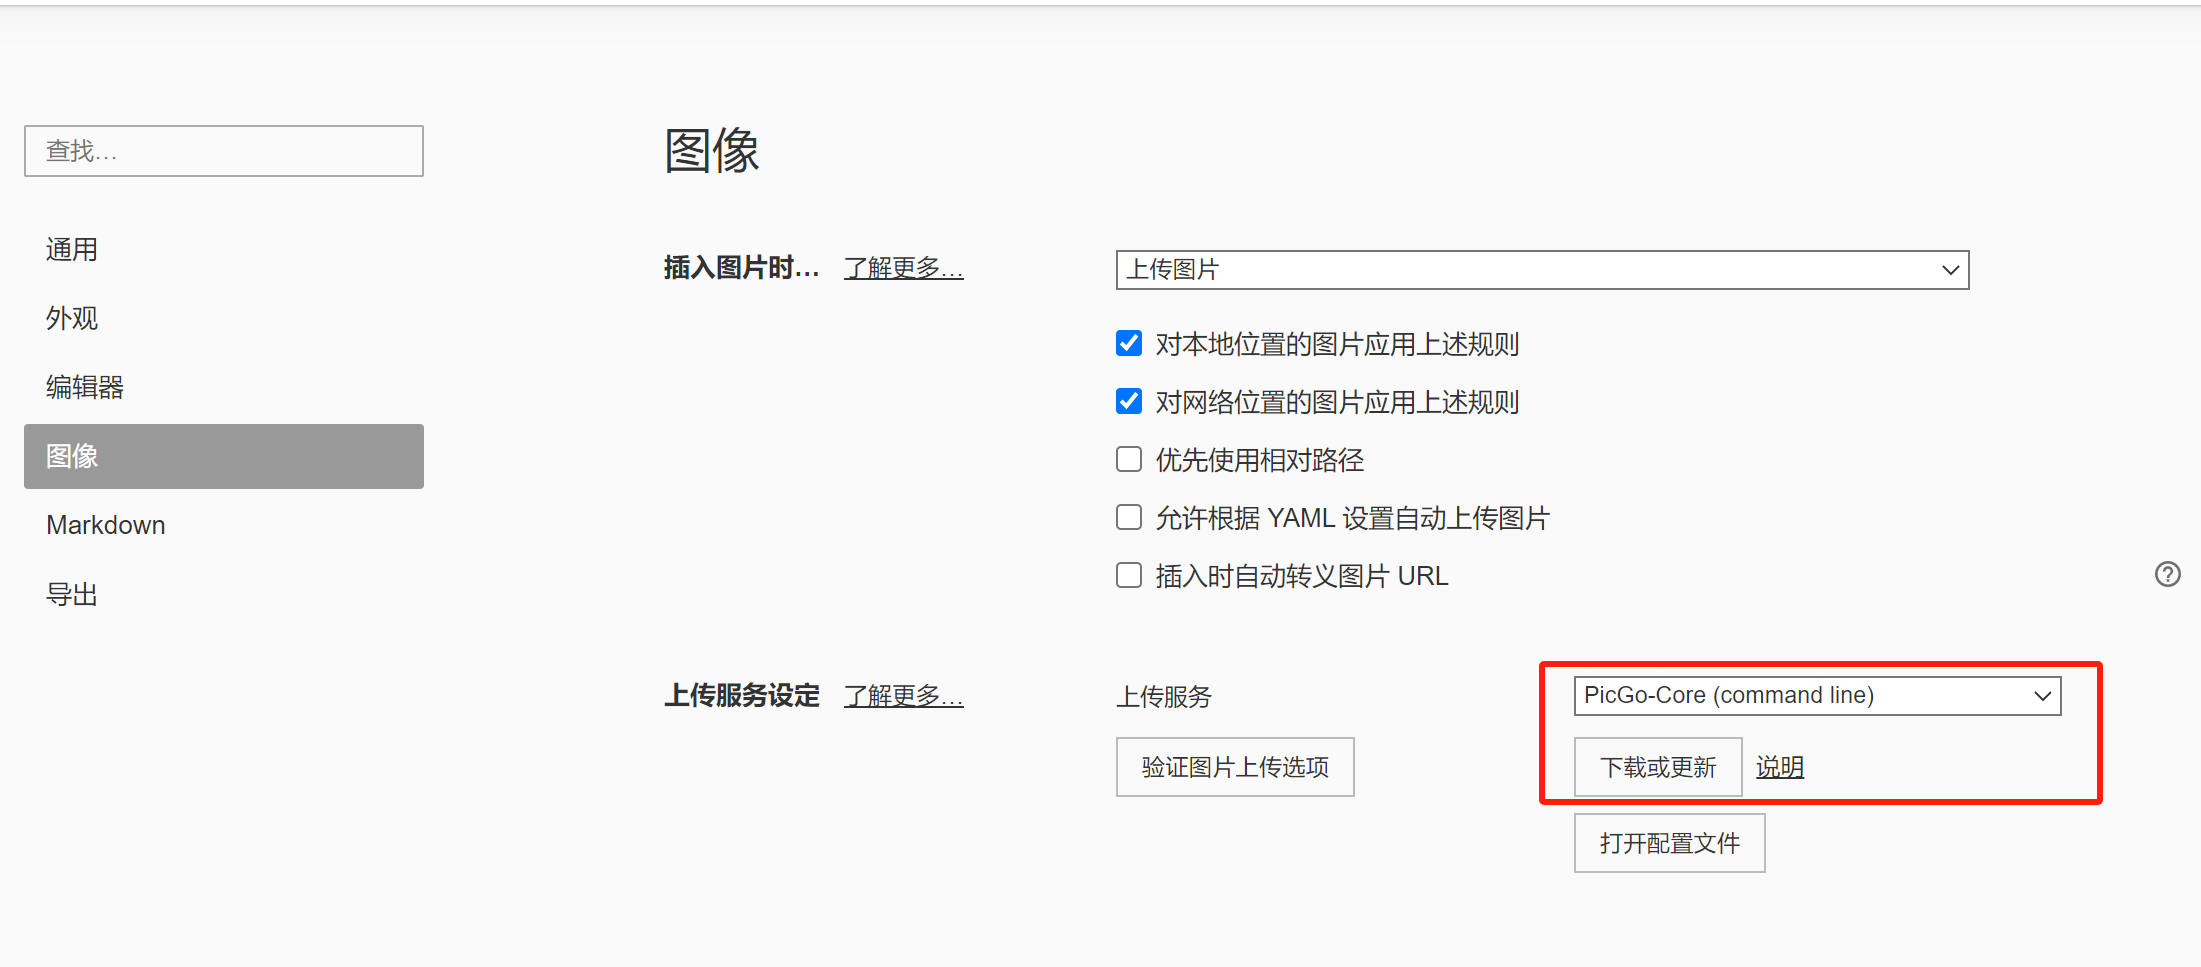 查找...
通用
外观
编辑器
图像
Markdown
导出
图像
插入图片时... 了解更多...
上传图片
对本地位置的图片应用上述规则
对网络位置的图片应用上述规则
优先使用相对路径
允许根据 YAML 设置自动上传图片
插入时自动转义图片 URL
上传服务设定 了解更多...
上传服务
PicGo-Core (command line)
验证图片上传选项
下载或更新 说明
打开配置文件